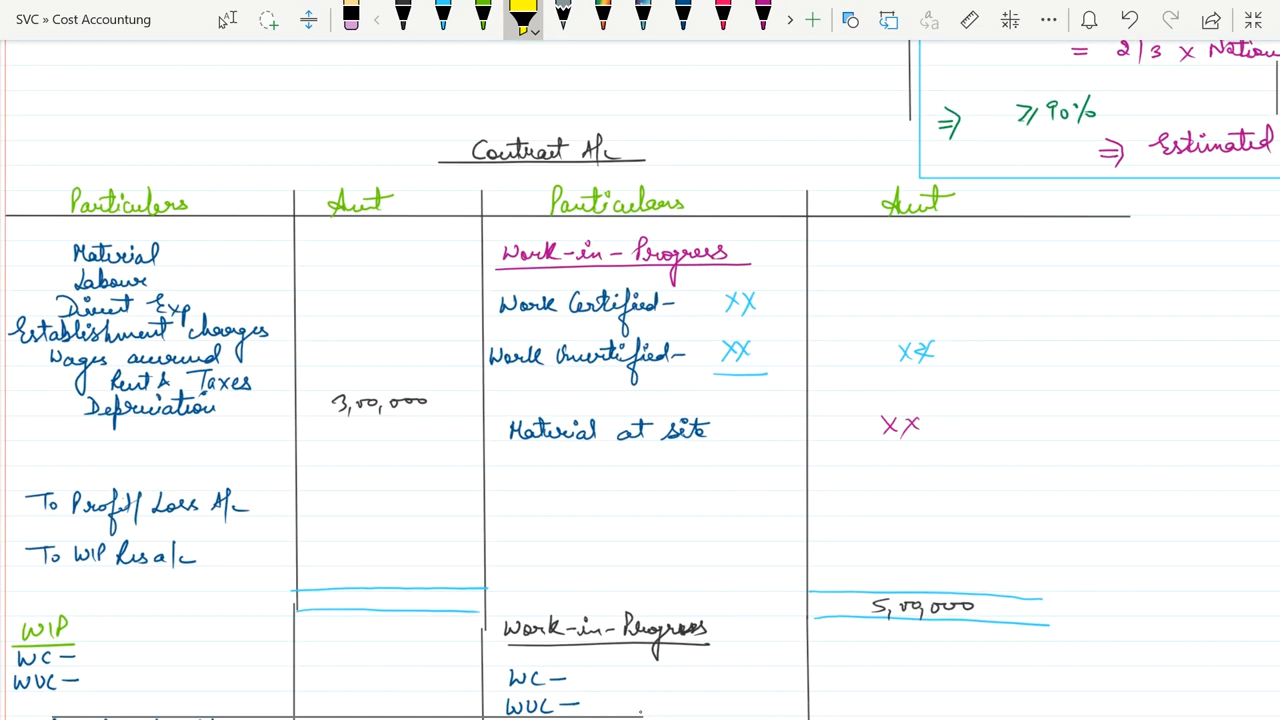 SVC » Cost Accountung
= 2/3 x Notion
⇒ ≥ 90%
⇒ Estimated
Contract A/c
Particulars Amt Particulars Amt
Material Work-in-Progress
Labour
Direct Exp Work Certified- XX
Establishment charges
Wages accrued Work Uncertified- XX XX
Rent & Taxes
Depreciation 3,00,000
Material at site XX
To Profit/Loss A/c
To WIP Res a/c
5,00,000
WIP Work-in-Progress
WC-
WUC- WC-
WUC-